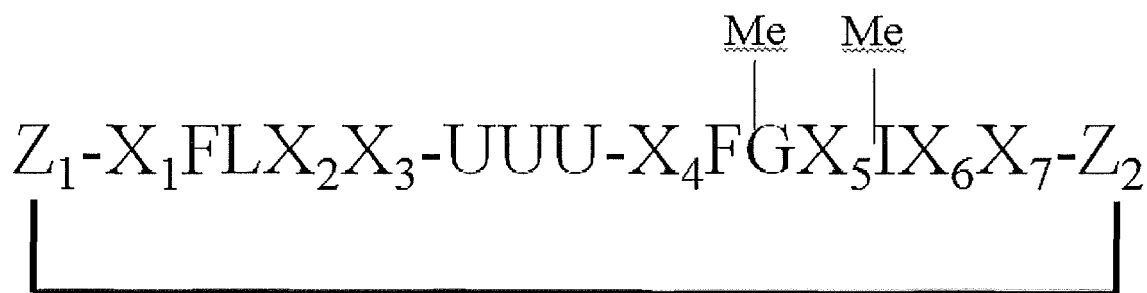 Me Me
Z₁-X₁FLX₂X₃-UUU-X₄FGX₅IX₆X₇-Z₂